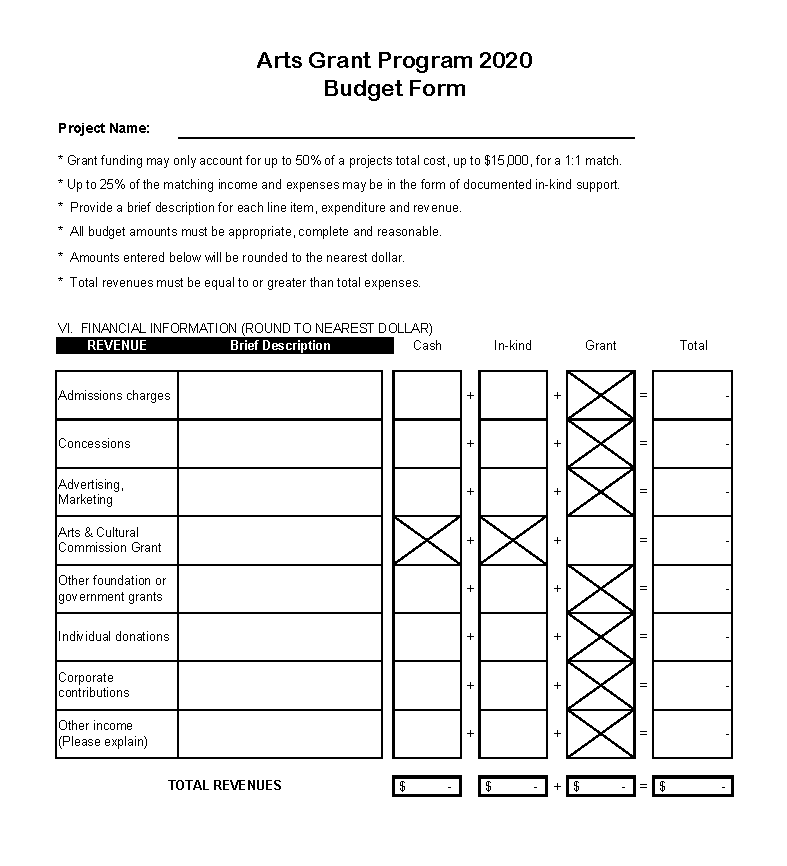 Arts Grant Program 2020
Budget Form
Project Name:
* Grant funding may only account for up to 50% of a projects total cost, up to $15,000, for a 1:1 match.
* Up to 25% of the matching income and expenses may be in the form of documented in-kind support.
* Provide a brief description for each line item, expenditure and revenue.
* All budget amounts must be appropriate, complete and reasonable.
* Amounts entered below will be rounded to the nearest dollar.
* Total revenues must be equal to or greater than total expenses.
VI. FINANCIAL INFORMATION (ROUND TO NEAREST DOLLAR)
REVENUE Brief Description Cash In-kind Grant Total
Admissions charges + + = -
Concessions + + = -
Advertising,
Marketing + + = -
Arts & Cultural
Commission Grant + + = -
Other foundation or
government grants + + = -
Individual donations + + = -
Corporate
contributions + + = -
Other income
(Please explain) + + = -
TOTAL REVENUES $ - $ - + $ - = $ -